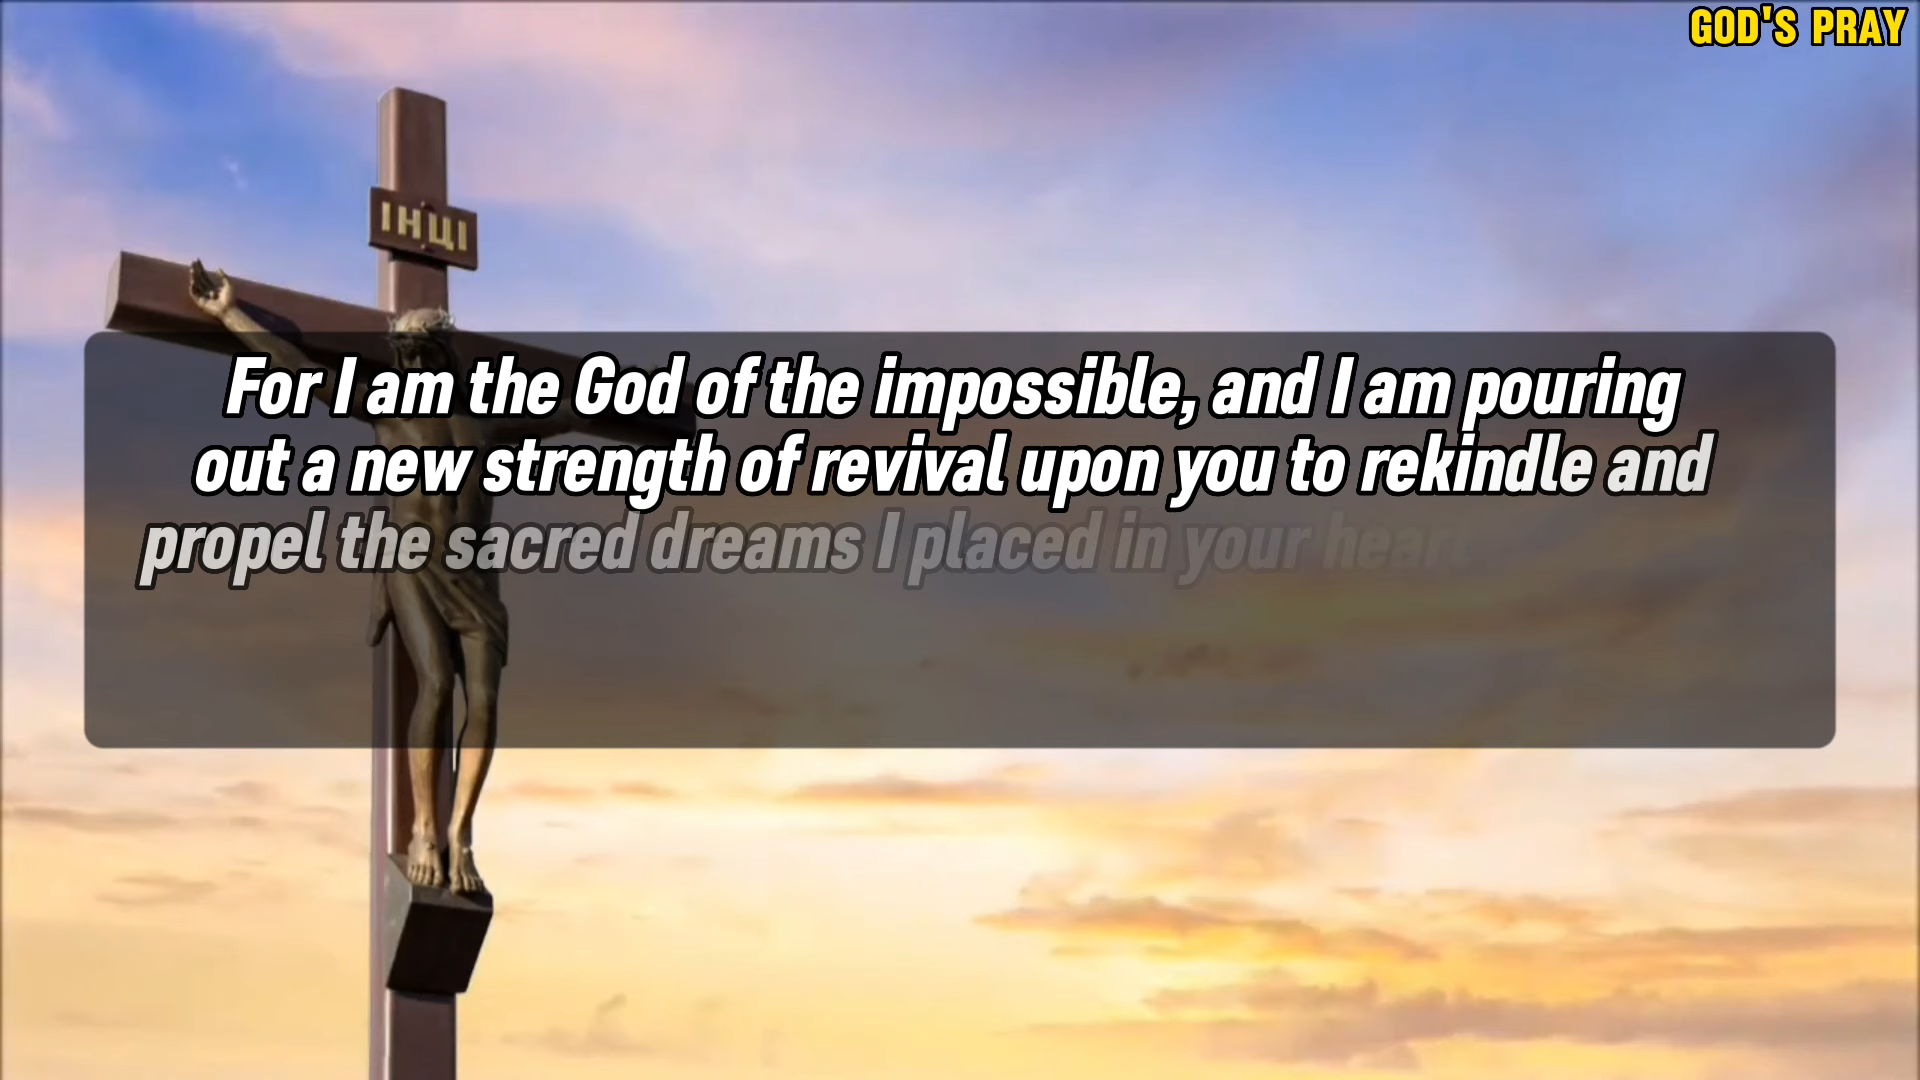 GOD'S PRAY
ІНЦІ
For I am the God of the impossible, and I am pouring
out a new strength of revival upon you to rekindle and
propel the sacred dreams I placed in your heart